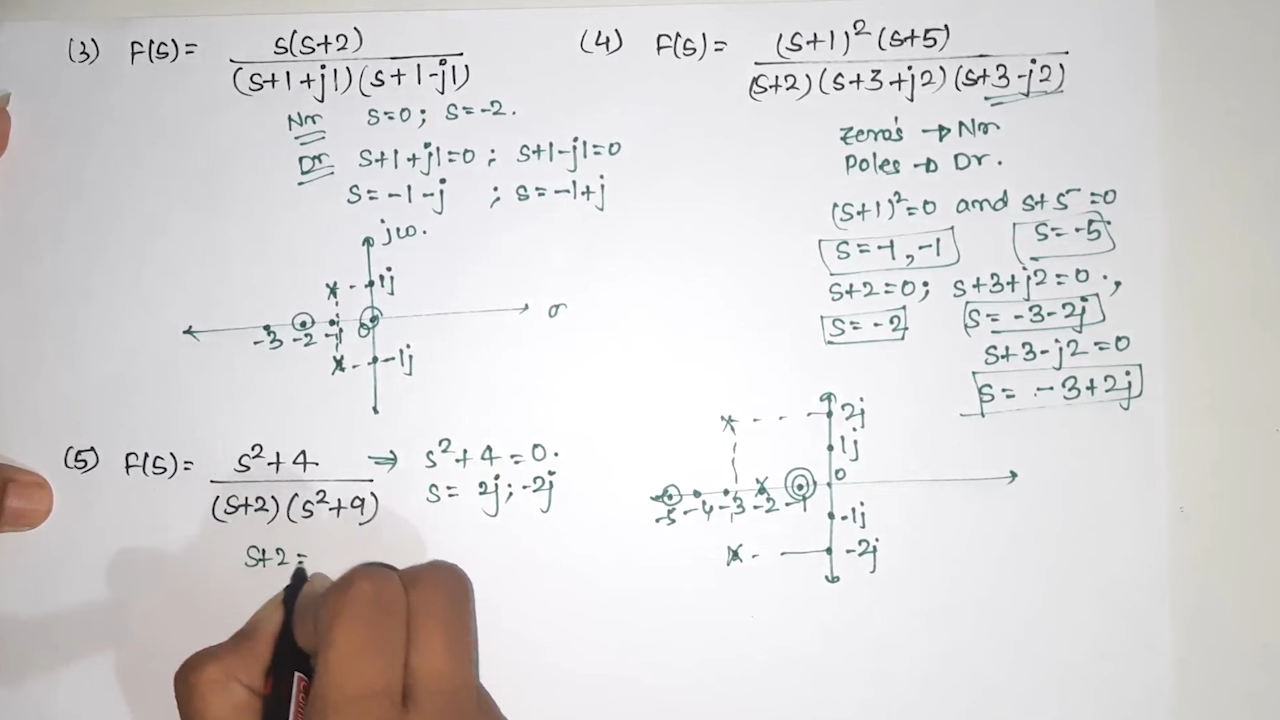 (3) F(s) = s(s+2)
(s+1+j1)(s+1-j1)
Nr s=0; s=-2.
Dr s+1+j1=0; s+1-j1=0
s=-1-j ; s=-1+j
jω.
1j
σ
-3 -2 -1 0
-1j
(4) F(s) = (s+1)²(s+5)
(s+2)(s+3+j2)(s+3-j2)
Zero's → Nr
Poles → Dr.
(s+1)²=0 and s+5=0
s=-1,-1 s=-5
s+2=0; s+3+j2=0.,
s=-2 s=-3-2j
s+3-j2=0
s=-3+2j
2j
1j
0
-5 -4 -3 -2 -1
-1j
-2j
(5) F(s) = s²+4 ⇒ s²+4=0.
(s+2)(s²+9) s= 2j;-2j
s+2=